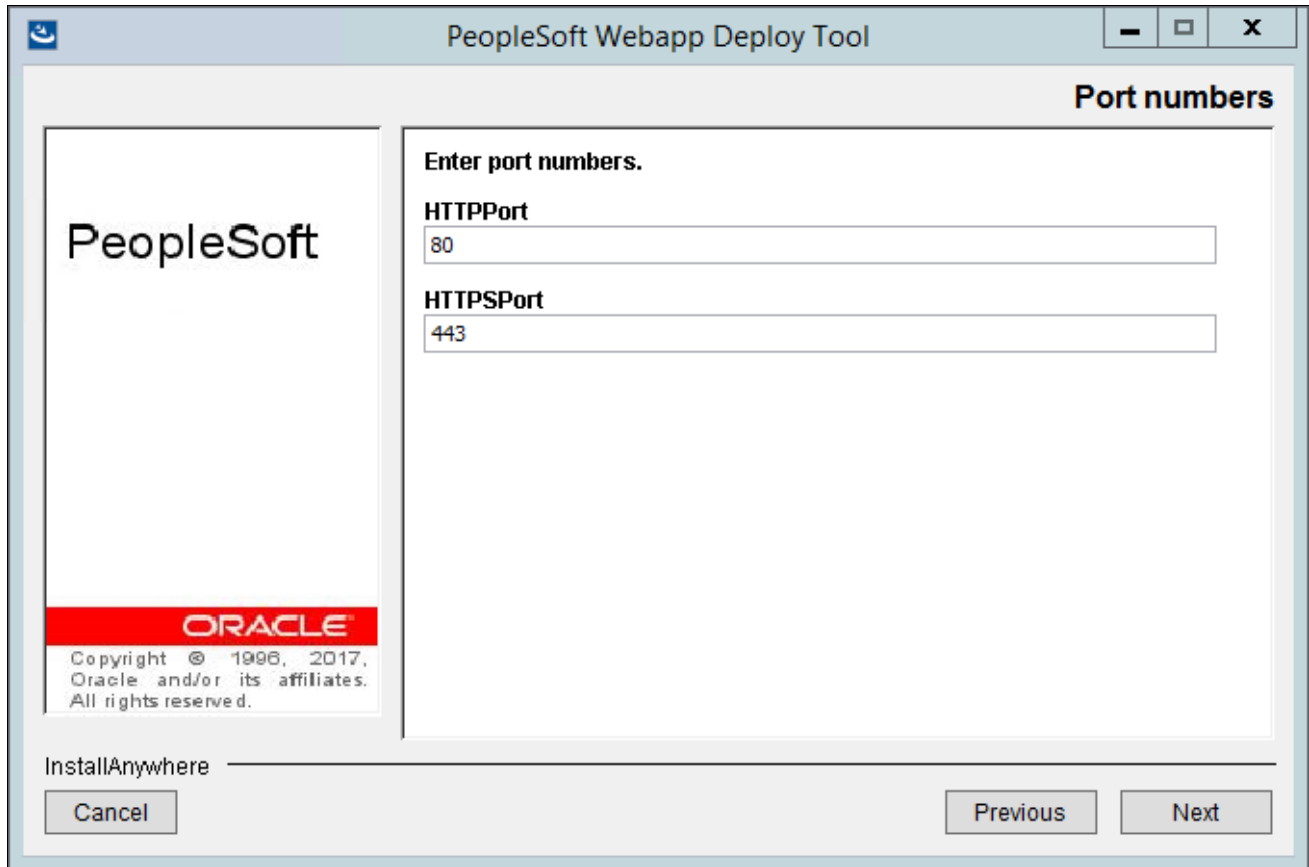 PeopleSoft Webapp Deploy Tool
Port numbers
PeopleSoft
ORACLE
Copyright © 1996, 2017,
Oracle and/or its affiliates.
All rights reserved.
Enter port numbers.
HTTPPort
80
HTTPSPort
443
InstallAnywhere
Cancel
Previous
Next